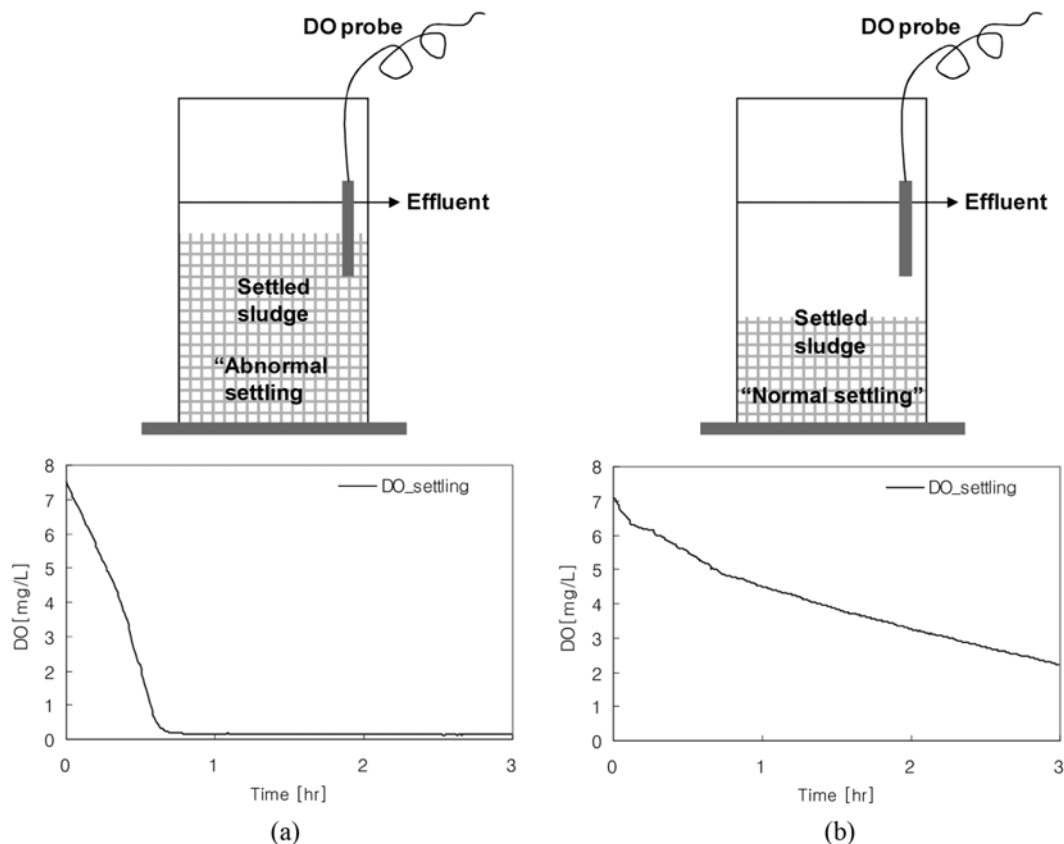 DO probe
Effluent
Settled
sludge
“Abnormal
settling
8
7
6
5
4
3
2
1
0
DO[mg/L]
DO_settling
0
1
2
3
Time [hr]
(a)
DO probe
Effluent
Settled
sludge
“Normal settling”
8
7
6
5
4
3
2
1
0
DO[mg/L]
DO_settling
0
1
2
3
Time [hr]
(b)